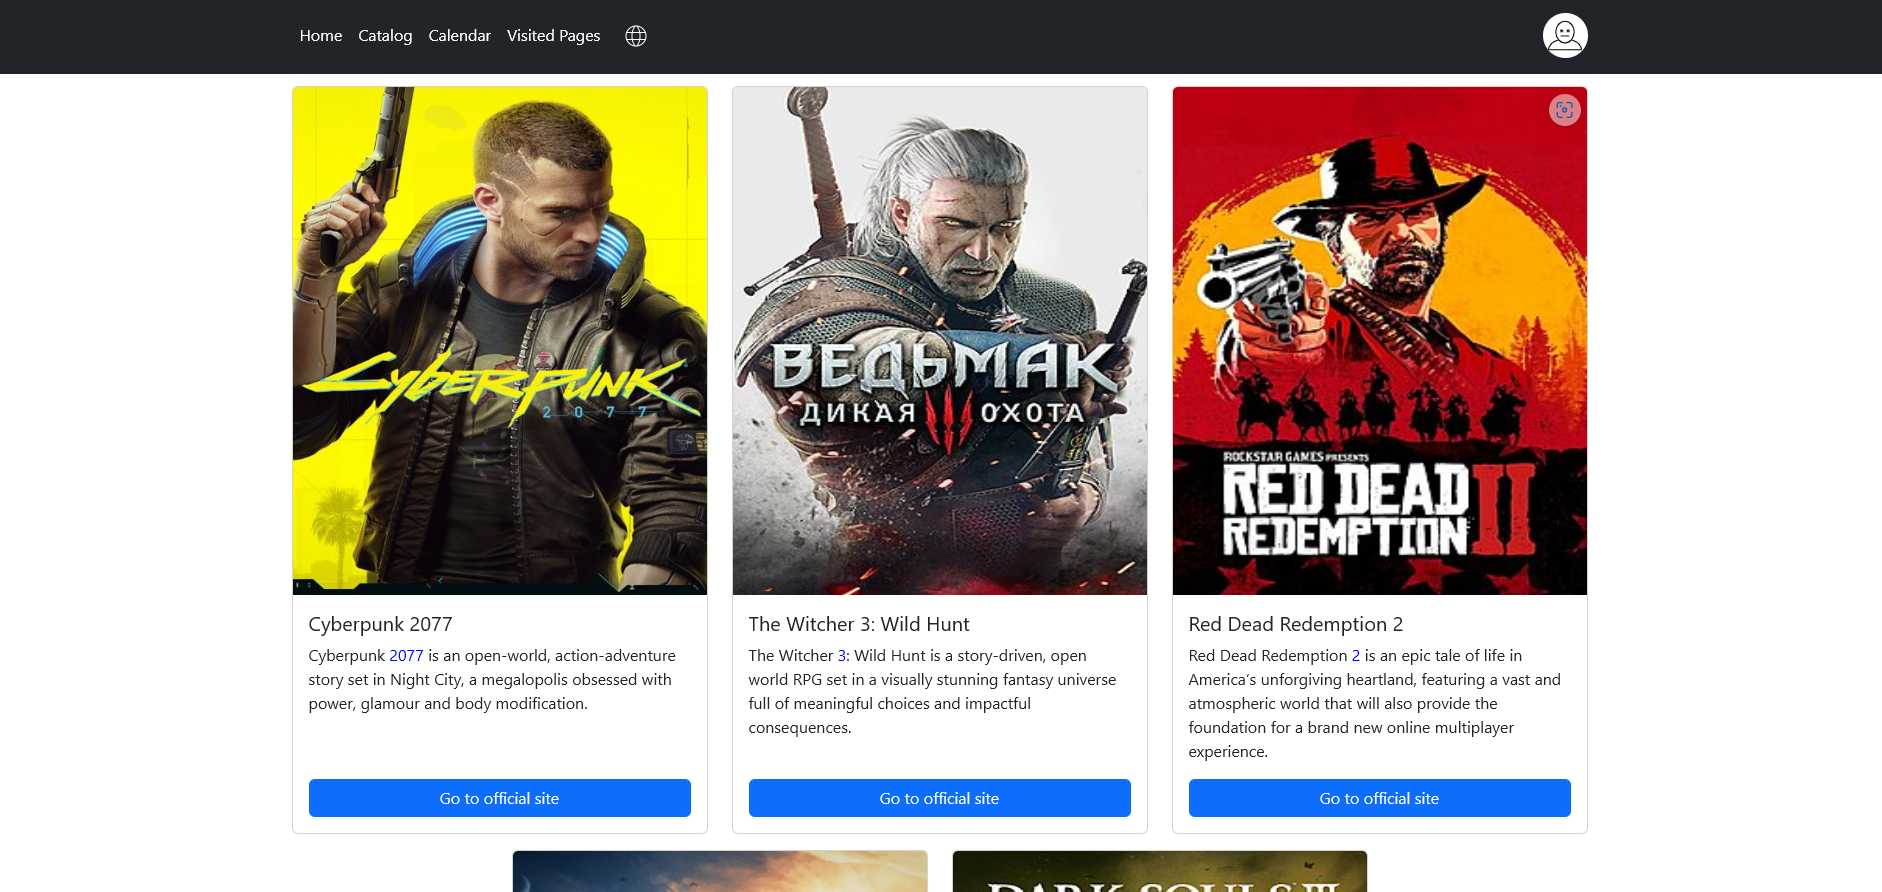 Home Catalog Calendar Visited Pages
CYBERPUNK
2077
ВЕДЬМАК
ДИКАЯ III ОХОТА
ROCKSTAR GAMES PRESENTS
RED DEAD
REDEMPTION II
Cyberpunk 2077
Cyberpunk 2077 is an open-world, action-adventure
story set in Night City, a megalopolis obsessed with
power, glamour and body modification.
Go to official site
The Witcher 3: Wild Hunt
The Witcher 3: Wild Hunt is a story-driven, open
world RPG set in a visually stunning fantasy universe
full of meaningful choices and impactful
consequences.
Go to official site
Red Dead Redemption 2
Red Dead Redemption 2 is an epic tale of life in
America’s unforgiving heartland, featuring a vast and
atmospheric world that will also provide the
foundation for a brand new online multiplayer
experience.
Go to official site
DARK SOULS III